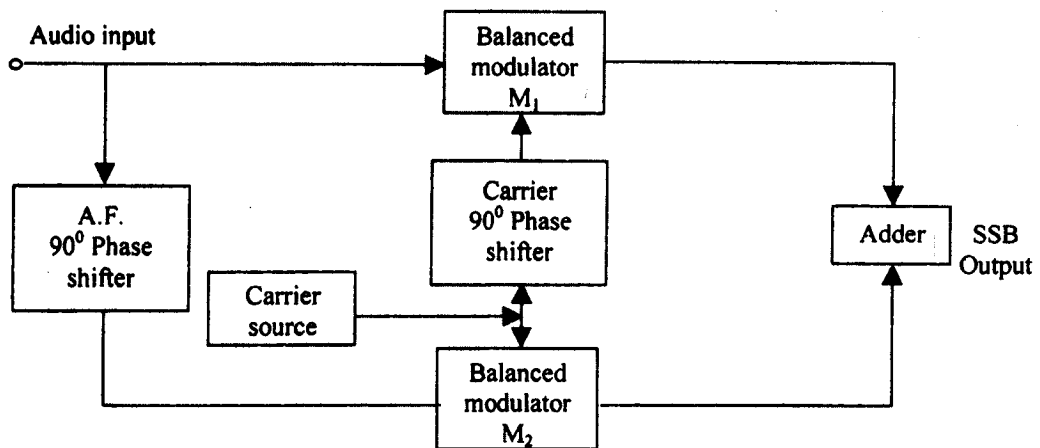 Audio input
Balanced
modulator
M₁
A.F.
90⁰ Phase
shifter
Carrier
90⁰ Phase
shifter
Adder
SSB
Output
Carrier
source
Balanced
modulator
M₂